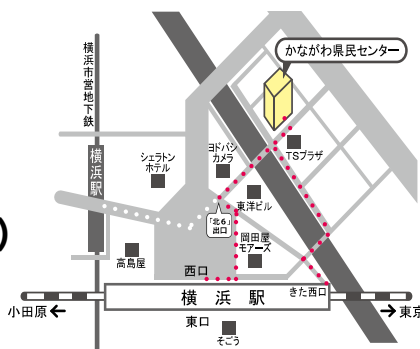 かながわ県民センター
横浜市営地下鉄
横浜駅
シェラトン
ホテル
ヨドバシ
カメラ
TSプラザ
東洋ビル
「北6」
出口
岡田屋
モアーズ
高島屋
西口
きた西口
横浜駅
小田原
東京
東口
そごう
)